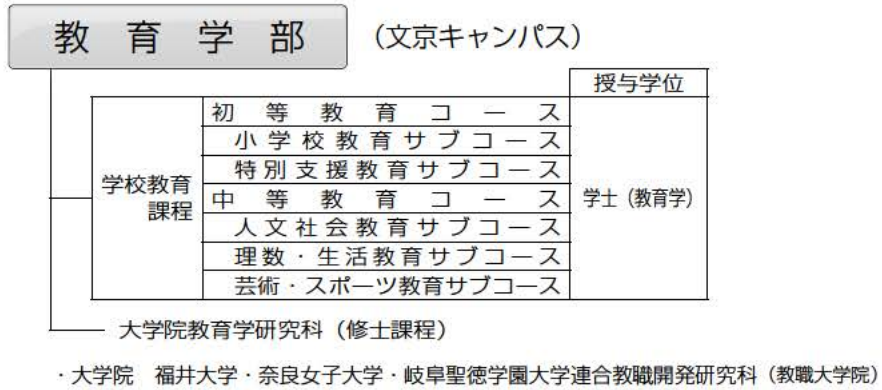 教育学部 (文京キャンパス)
授与学位
学校教育課程
初等教育コース
小学校教育サブコース
特別支援教育サブコース
中等教育コース
人文社会教育サブコース
理数・生活教育サブコース
芸術・スポーツ教育サブコース
学士(教育学)
大学院教育学研究科(修士課程)
・大学院 福井大学・奈良女子大学・岐阜聖徳学園大学連合教職開発研究科(教職大学院)